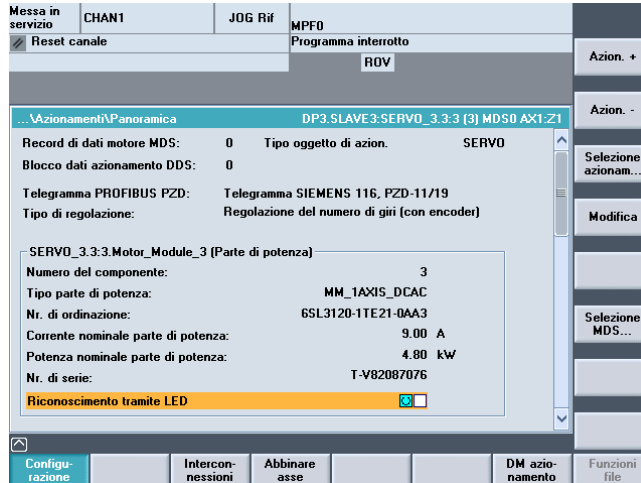 Messa in servizio
CHAN1
JOG Rif
MPF0
Reset canale
Programma interrotto
ROV
...\Azionamenti\Panoramica DP3.SLAVE3:SERVO_3.3:3 (3) MDS0 AX1:Z1
Record di dati motore MDS: 0 Tipo oggetto di azion. SERVO
Blocco dati azionamento DDS: 0
Telegramma PROFIBUS PZD: Telegramma SIEMENS 116, PZD-11/19
Tipo di regolazione: Regolazione del numero di giri (con encoder)
SERVO_3.3:3.Motor_Module_3 (Parte di potenza)
Numero del componente: 3
Tipo parte di potenza: MM_1AXIS_DCAC
Nr. di ordinazione: 6SL3120-1TE21-0AA3
Corrente nominale parte di potenza: 9.00 A
Potenza nominale parte di potenza: 4.80 kW
Nr. di serie: T-V82087076
Riconoscimento tramite LED
Azion. +
Azion. -
Selezione
azionam...
Modifica
Selezione
MDS...
Configu-
razione
Intercon-
nessioni
Abbinare
asse
DM azio-
namento
Funzioni
file